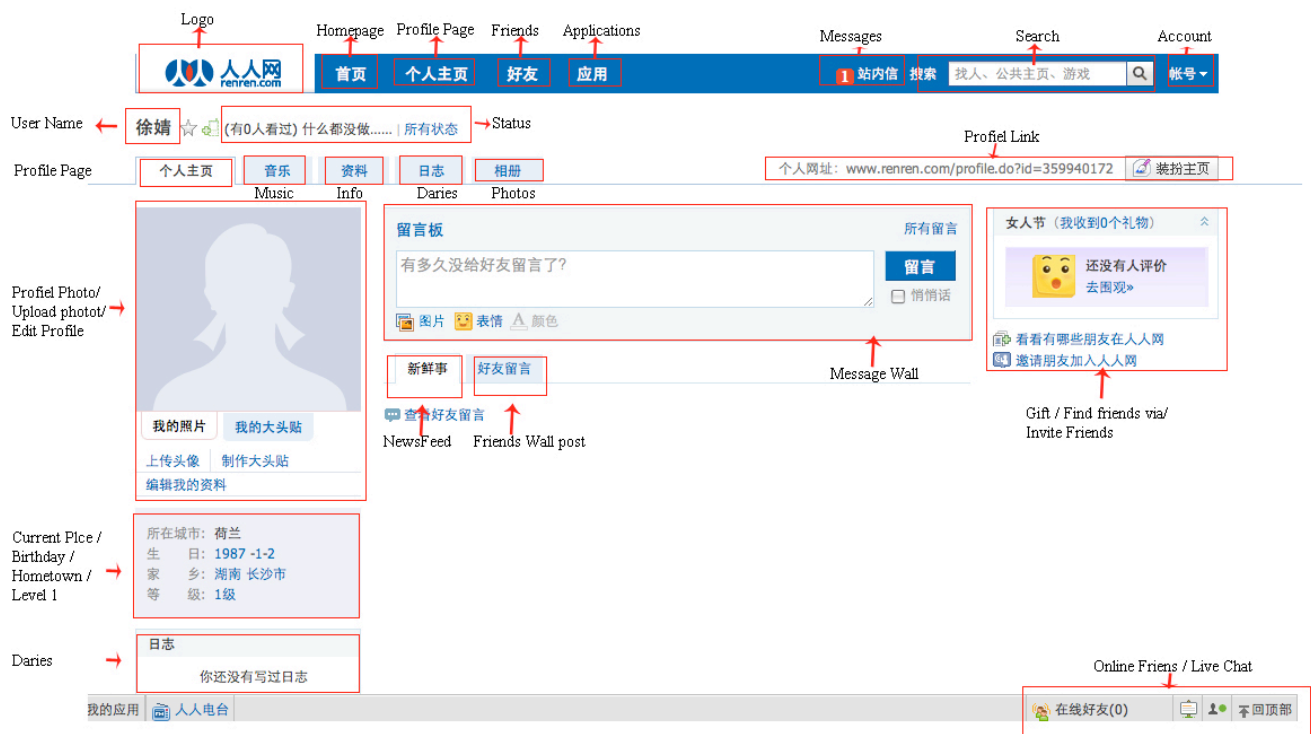 Logo
Homepage Profile Page Friends Applications Messages Search Account
人人网 renren.com 首页 个人主页 好友 应用 1 站内信 搜索 找人、公共主页、游戏 帐号
User Name 徐婧 (有0人看过) 什么都没做...... | 所有状态 Status
Profiel Link
Profile Page 个人主页 音乐 资料 日志 相册 个人网址: www.renren.com/profile.do?id=359940172 装扮主页
Music Info Daries Photos
留言板 所有留言
有多久没给好友留言了?
留言
悄悄话
图片 表情 A 颜色
女人节（我收到0个礼物）
还没有人评价
去围观»
看看有哪些朋友在人人网
邀请朋友加入人人网
Profiel Photo/
Upload photot/
Edit Profile
Message Wall
新鲜事 好友留言
查看好友留言
NewsFeed Friends Wall post
Gift / Find friends via/
Invite Friends
我的照片 我的大头贴
上传头像 制作大头贴
编辑我的资料
Current Plce /
Birthday /
Hometown /
Level 1
所在城市: 荷兰
生 日: 1987 -1-2
家 乡: 湖南 长沙市
等 级: 1级
Daries 日志
你还没有写过日志
Online Friens / Live Chat
我的应用 人人电台 在线好友(0) 回顶部